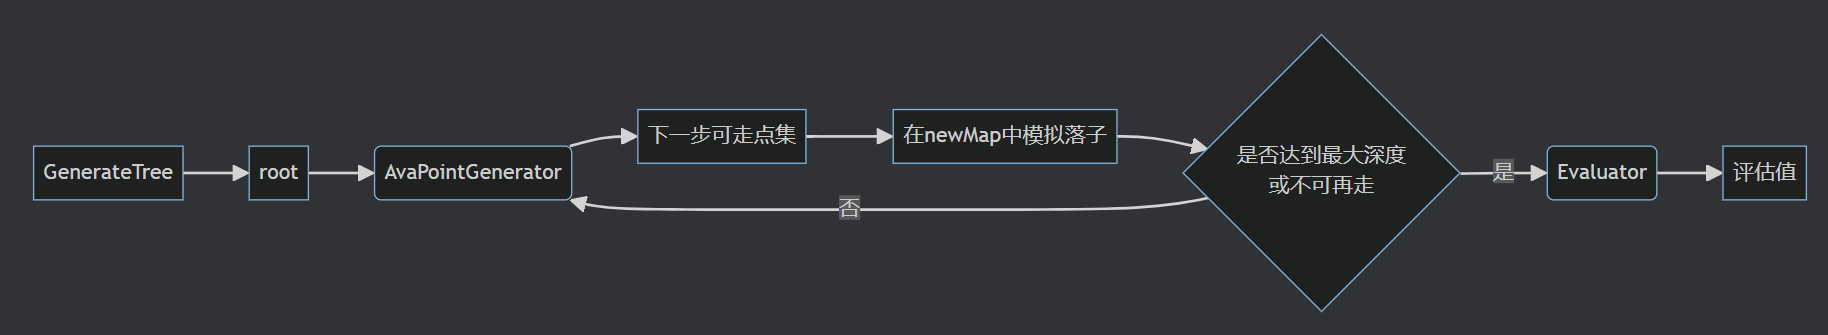 GenerateTree
root
AvaPointGenerator
下一步可走点集
在newMap中模拟落子
是否达到最大深度
或不可再走
是
否
Evaluator
评估值